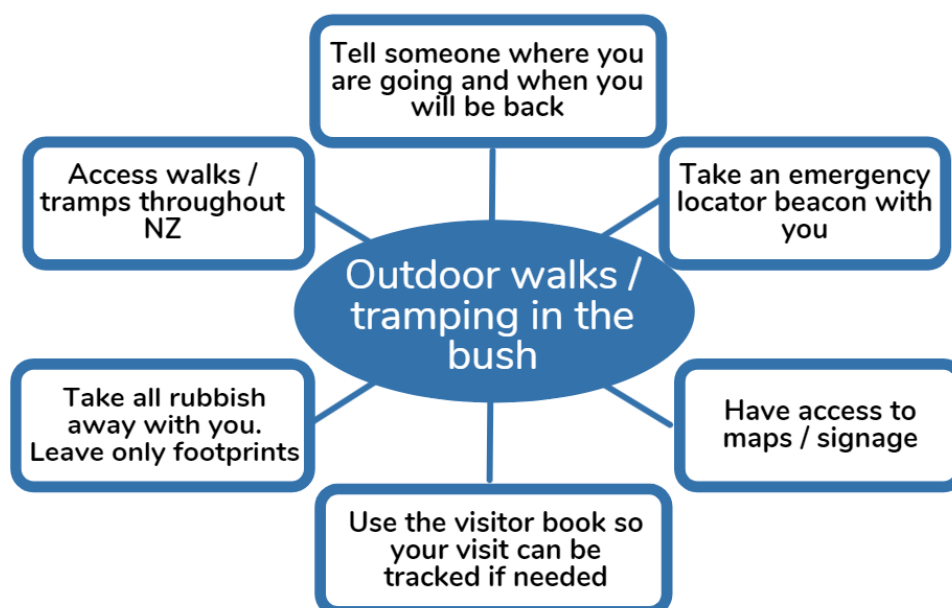 Tell someone where you
are going and when you
will be back
Access walks /
tramps throughout
NZ
Take an emergency
locator beacon with
you
Outdoor walks /
tramping in the
bush
Take all rubbish
away with you.
Leave only footprints
Have access to
maps / signage
Use the visitor book so
your visit can be
tracked if needed